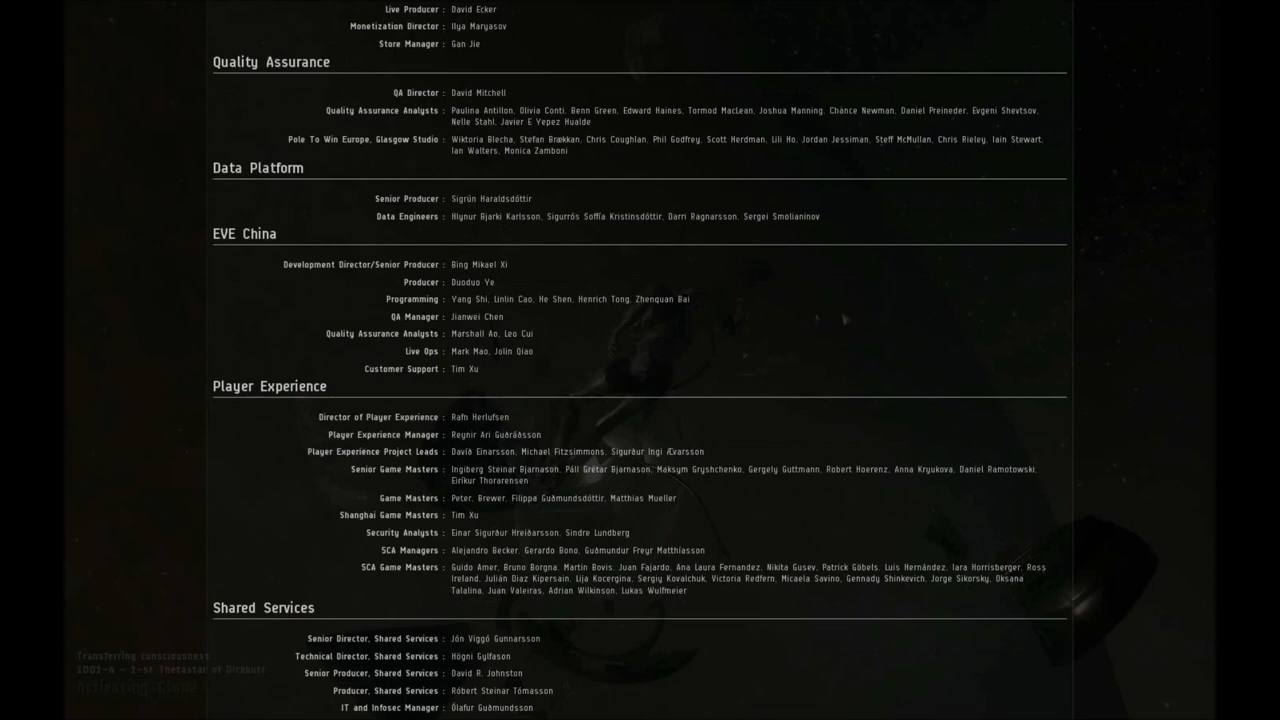 Live Producer : David Ecker
Monetization Director : Ilya Maryasov
Store Manager : Gan Jie
Quality Assurance
QA Director : David Mitchell
Quality Assurance Analysts : Paulina Antillon, Olivia Conti, Benn Green, Edward Haines, Tormod MacLean, Joshua Manning, Chance Newman, Daniel Preineder, Evgeni Shevtsov,
Nelle Stahl, Javier E Yepez Hualde
Pole To Win Europe, Glasgow Studio : Wiktoria Blecha, Stefan Brækkan, Chris Coughlan, Phil Godfrey, Scott Herdman, Lili Ho, Jordan Jessiman, Steff McMullan, Chris Rieley, Iain Stewart,
Ian Walters, Monica Zamboni
Data Platform
Senior Producer : Sigrún Haraldsdóttir
Data Engineers : Hlynur Bjarki Karlsson, Sigurrós Soffía Kristinsdóttir, Darri Ragnarsson, Sergei Smolianinov
EVE China
Development Director/Senior Producer : Bing Mikael Xi
Producer : Duoduo Ye
Programming : Yang Shi, Linlin Cao, He Shen, Henrich Tong, Zhenquan Bai
QA Manager : Jianwei Chen
Quality Assurance Analysts : Marshall Ao, Leo Cui
Live Ops : Mark Mao, Jolin Qiao
Customer Support : Tim Xu
Player Experience
Director of Player Experience : Rafn Herlufsen
Player Experience Manager : Reynir Ari Guðráðsson
Player Experience Project Leads : Davíð Einarsson, Michael Fitzsimmons, Sigurður Ingi Ævarsson
Senior Game Masters : Ingiberg Steinar Bjarnason, Páll Grétar Bjarnason, Maksym Gryshchenko, Gergely Guttmann, Robert Hoerenz, Anna Kryukova, Daniel Ramotowski,
Eiríkur Thorarensen
Game Masters : Peter, Brewer, Filippa Guðmundsdóttir, Matthias Mueller
Shanghai Game Masters : Tim Xu
Security Analysts : Einar Sigurður Hreiðarsson, Sindre Lundberg
SCA Managers : Alejandro Becker, Gerardo Bono, Guðmundur Freyr Matthíasson
SCA Game Masters : Guido Amer, Bruno Borgna, Martin Bovis, Juan Fajardo, Ana Laura Fernandez, Nikita Gusev, Patrick Göbels, Luis Hernández, Iara Horrisberger, Ross
Ireland, Julián Diaz Kipersain, Lija Kocergina, Sergiy Kovalchuk, Victoria Redfern, Micaela Savino, Gennady Shinkevich, Jorge Sikorsky, Oksana
Talalina, Juan Valeiras, Adrian Wilkinson, Lukas Wulfmeier
Shared Services
Senior Director, Shared Services : Jón Viggó Gunnarsson
Technical Director, Shared Services : Högni Gylfason
Senior Producer, Shared Services : David R. Johnston
Producer, Shared Services : Róbert Steinar Tómasson
IT and Infosec Manager : Ólafur Guðmundsson
Transferring consciousness
Activating Clone